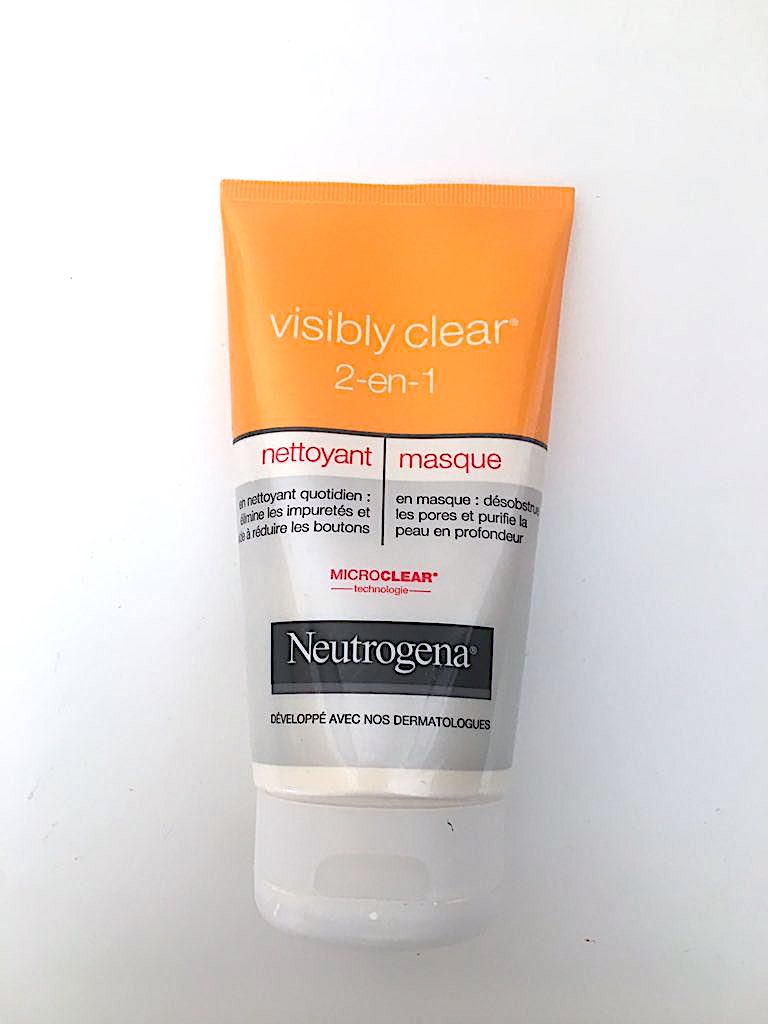 visibly clear®
2-en-1
nettoyant
masque
en nettoyant quotidien :
élimine les impuretés et
à réduire les boutons
en masque : désobstrue
les pores et purifie la
peau en profondeur
MICROCLEAR®
technologie
Neutrogena®
DÉVELOPPÉ AVEC NOS DERMATOLOGUES